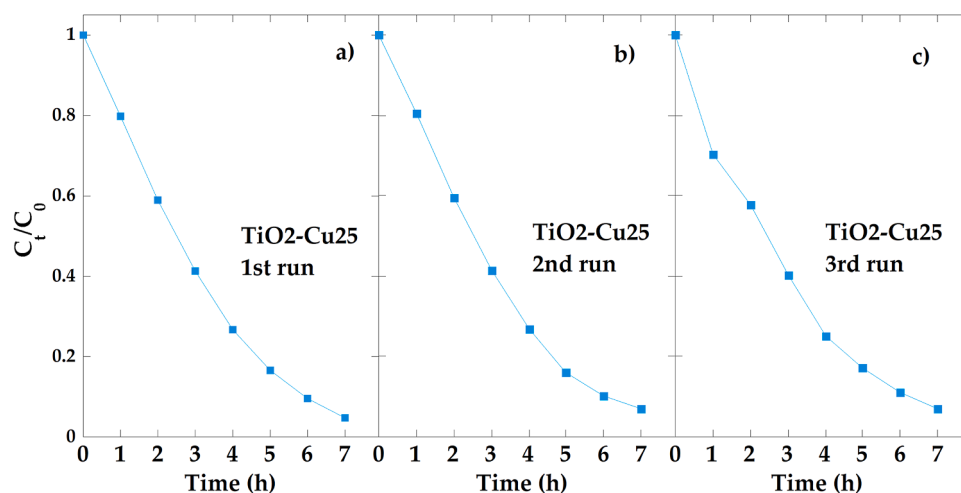 a)
b)
c)
1
0.8
0.6
0.4
0.2
0
C_t/C_0
TiO2-Cu25
1st run
TiO2-Cu25
2nd run
TiO2-Cu25
3rd run
0 1 2 3 4 5 6 7
0 1 2 3 4 5 6 7
0 1 2 3 4 5 6 7
Time (h)
Time (h)
Time (h)